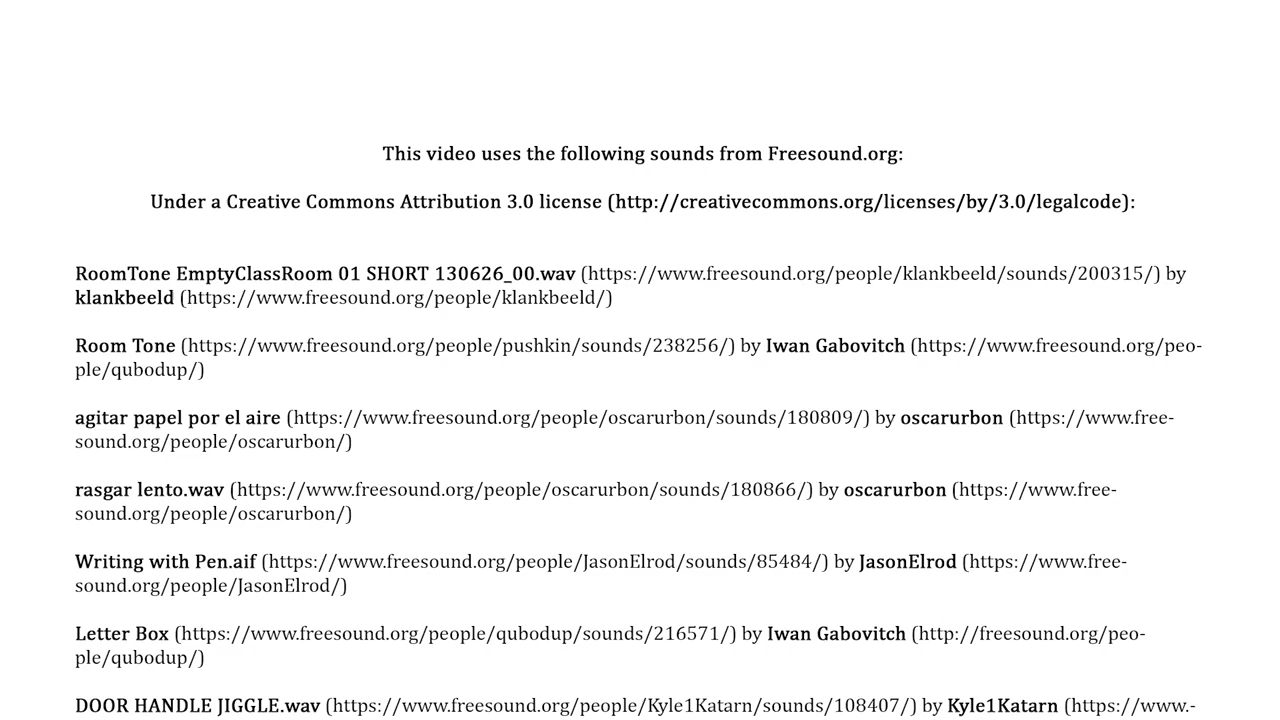 This video uses the following sounds from Freesound.org:
Under a Creative Commons Attribution 3.0 license (http://creativecommons.org/licenses/by/3.0/legalcode):
RoomTone EmptyClassRoom 01 SHORT 130626_00.wav (https://www.freesound.org/people/klankbeeld/sounds/200315/) by
klankbeeld (https://www.freesound.org/people/klankbeeld/)
Room Tone (https://www.freesound.org/people/pushkin/sounds/238256/) by Iwan Gabovitch (https://www.freesound.org/peo-
ple/qubodup/)
agitar papel por el aire (https://www.freesound.org/people/oscarurbon/sounds/180809/) by oscarurbon (https://www.free-
sound.org/people/oscarurbon/)
rasgar lento.wav (https://www.freesound.org/people/oscarurbon/sounds/180866/) by oscarurbon (https://www.free-
sound.org/people/oscarurbon/)
Writing with Pen.aif (https://www.freesound.org/people/JasonElrod/sounds/85484/) by JasonElrod (https://www.free-
sound.org/people/JasonElrod/)
Letter Box (https://www.freesound.org/people/qubodup/sounds/216571/) by Iwan Gabovitch (http://freesound.org/peo-
ple/qubodup/)
DOOR HANDLE JIGGLE.wav (https://www.freesound.org/people/Kyle1Katarn/sounds/108407/) by Kyle1Katarn (https://www.-